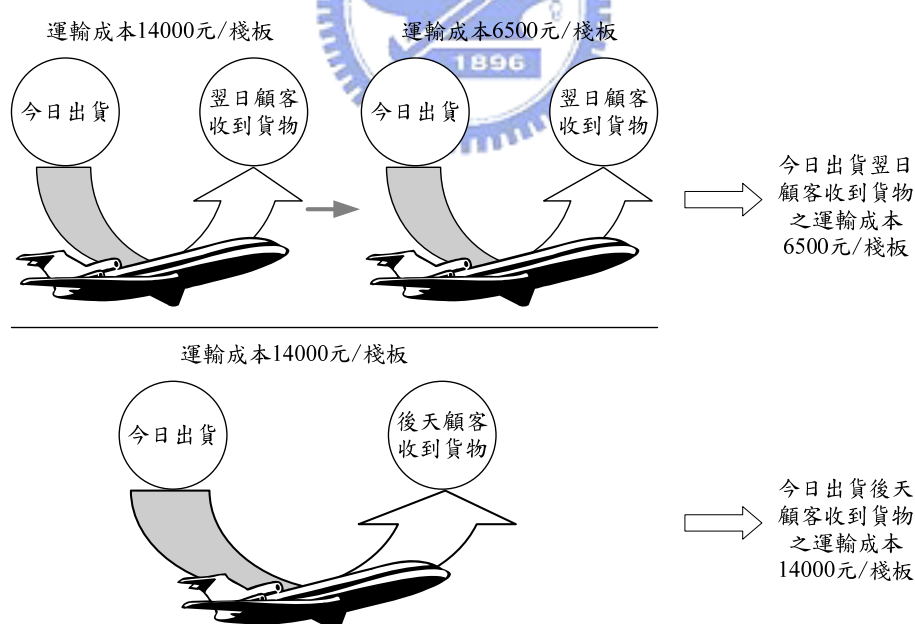 運輸成本14000元/棧板
運輸成本6500元/棧板
1896
今日出貨
翌日顧客
收到貨物
今日出貨
翌日顧客
收到貨物
今日出貨翌日
顧客收到貨物
之運輸成本
6500元/棧板
運輸成本14000元/棧板
今日出貨
後天顧客
收到貨物
今日出貨後天
顧客收到貨物
之運輸成本
14000元/棧板